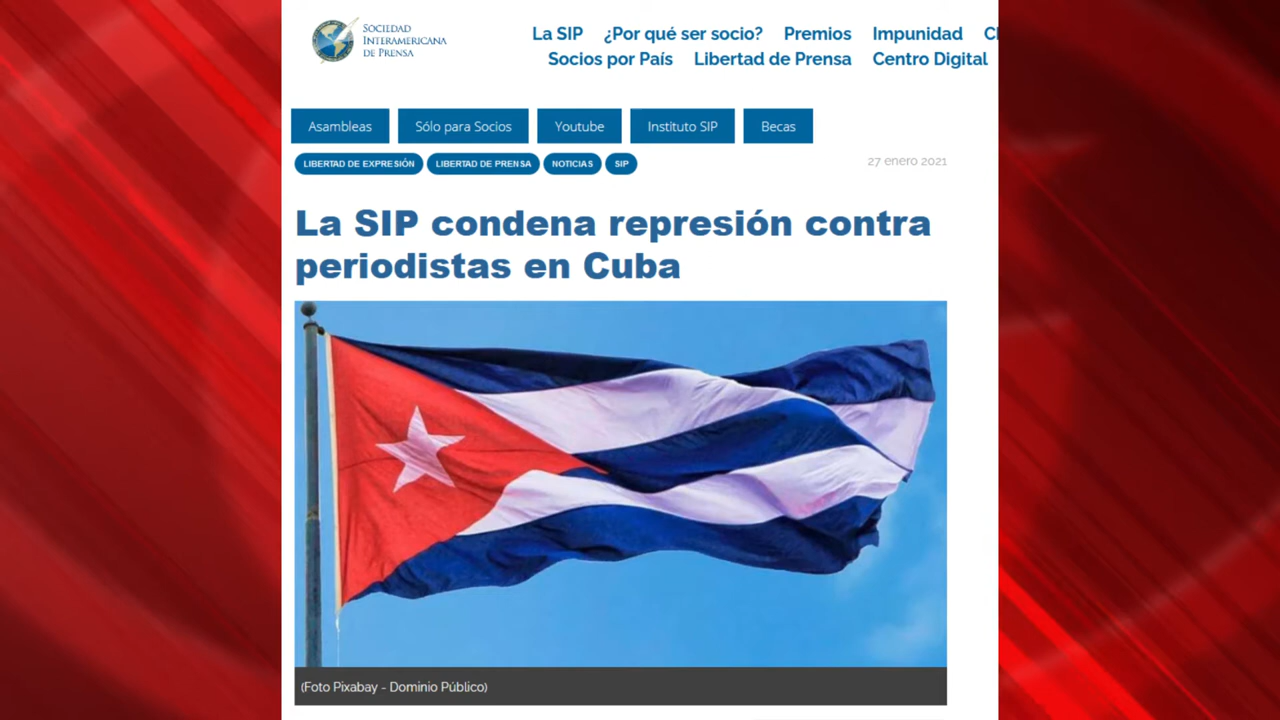 SOCIEDAD
INTERAMERICANA
DE PRENSA
La SIP ¿Por qué ser socio? Premios Impunidad
Socios por País Libertad de Prensa Centro Digital
Asambleas Sólo para Socios Youtube Instituto SIP Becas
LIBERTAD DE EXPRESIÓN LIBERTAD DE PRENSA NOTICIAS SIP
27 enero 2021
La SIP condena represión contra
periodistas en Cuba
(Foto Pixabay - Dominio Público)